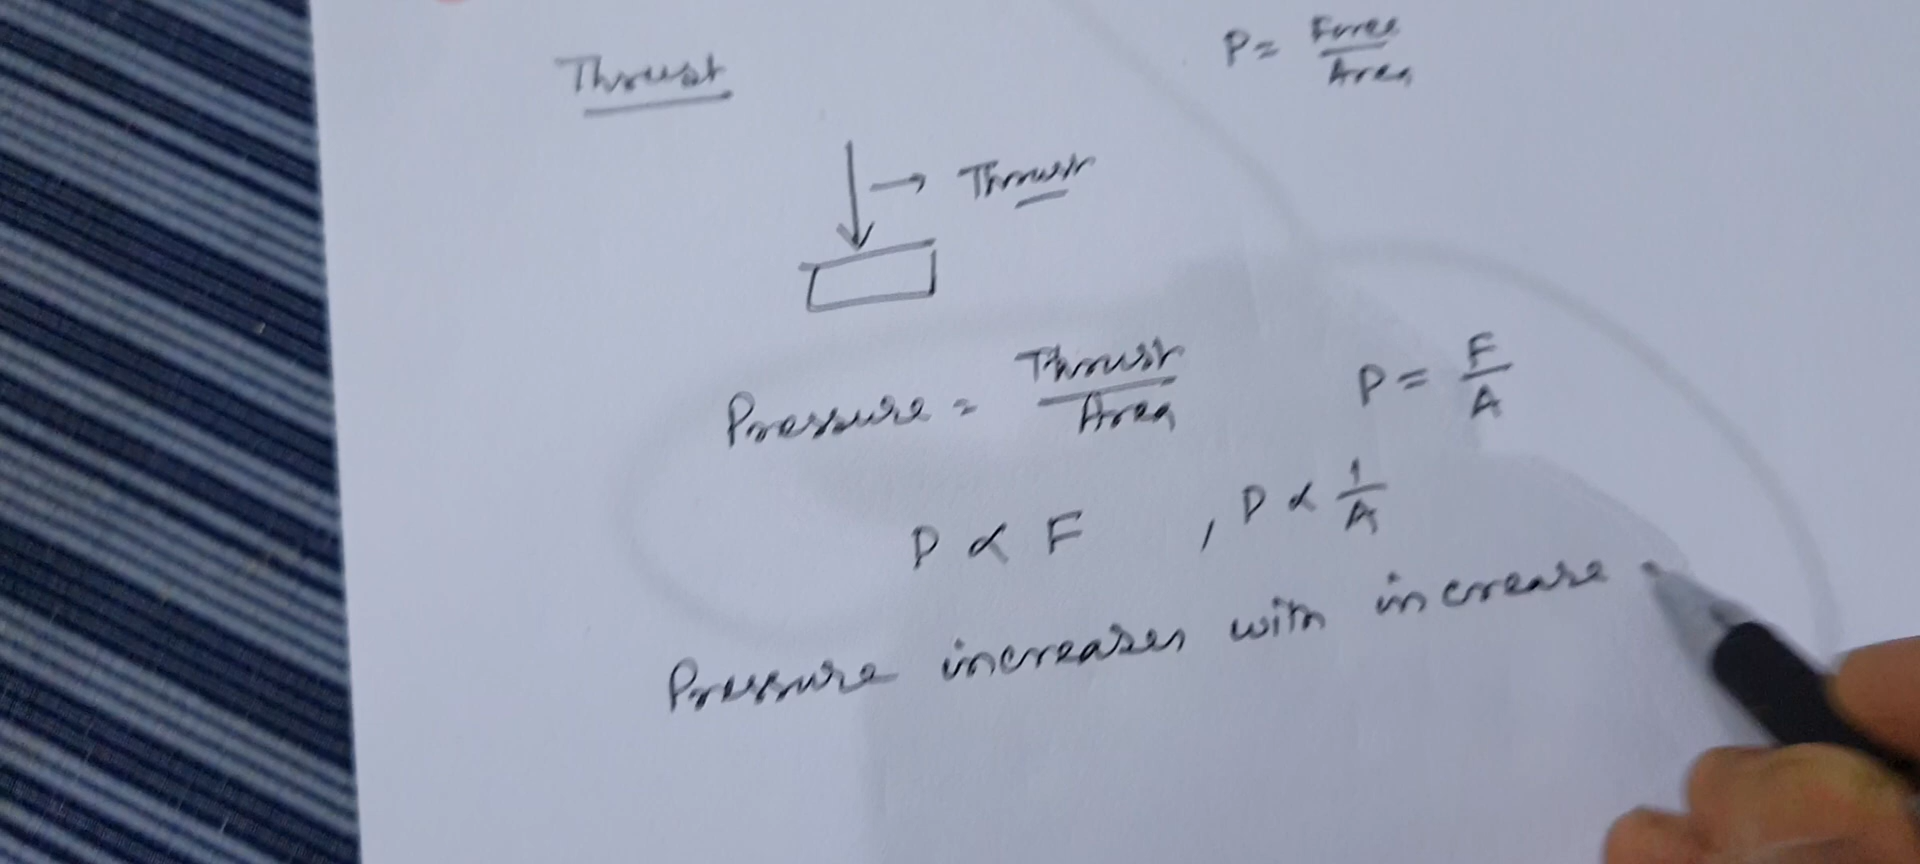 Thrust
P = Force / Area
→ Thrust
Pressure = Thrust / Area
P = F / A
P ∝ F , P ∝ 1 / A
Pressure increases with increase